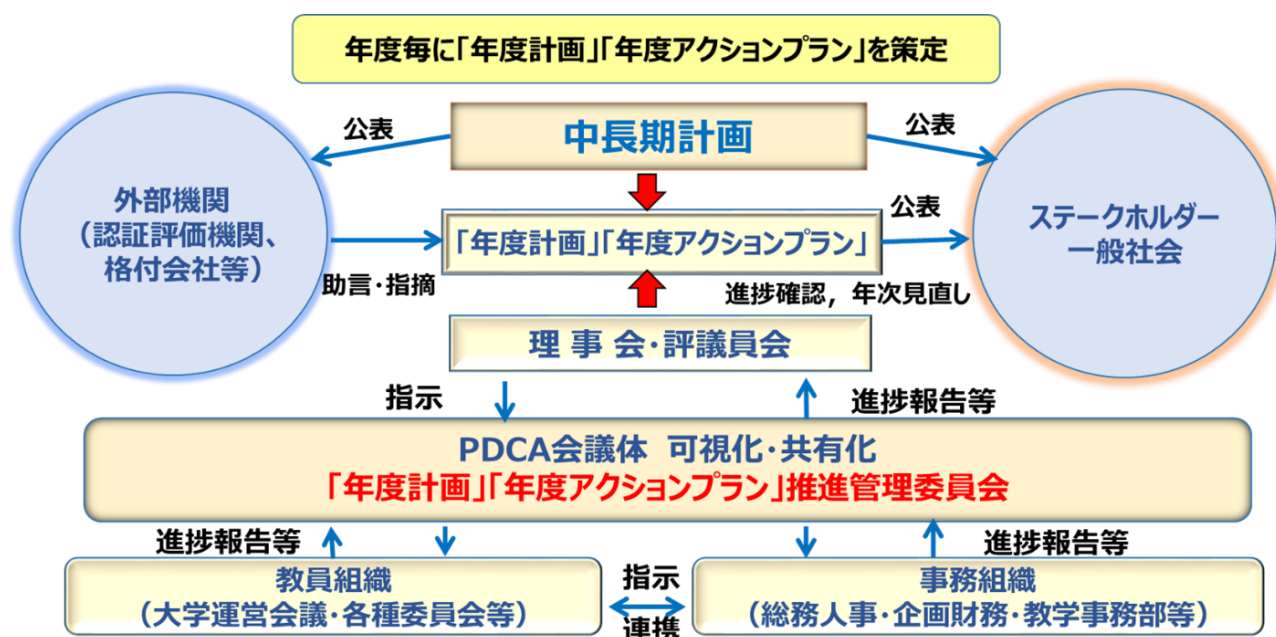 年度毎に「年度計画」「年度アクションプラン」を策定
公表
中長期計画
公表
外部機関
（認証評価機関、
格付会社等）
「年度計画」「年度アクションプラン」
公表
ステークホルダー
一般社会
助言・指摘
進捗確認，年次見直し
理 事 会・評議員会
指示
進捗報告等
PDCA会議体 可視化・共有化
「年度計画」「年度アクションプラン」推進管理委員会
進捗報告等
進捗報告等
教員組織
（大学運営会議・各種委員会等）
指示
連携
事務組織
（総務人事・企画財務・教学事務部等）